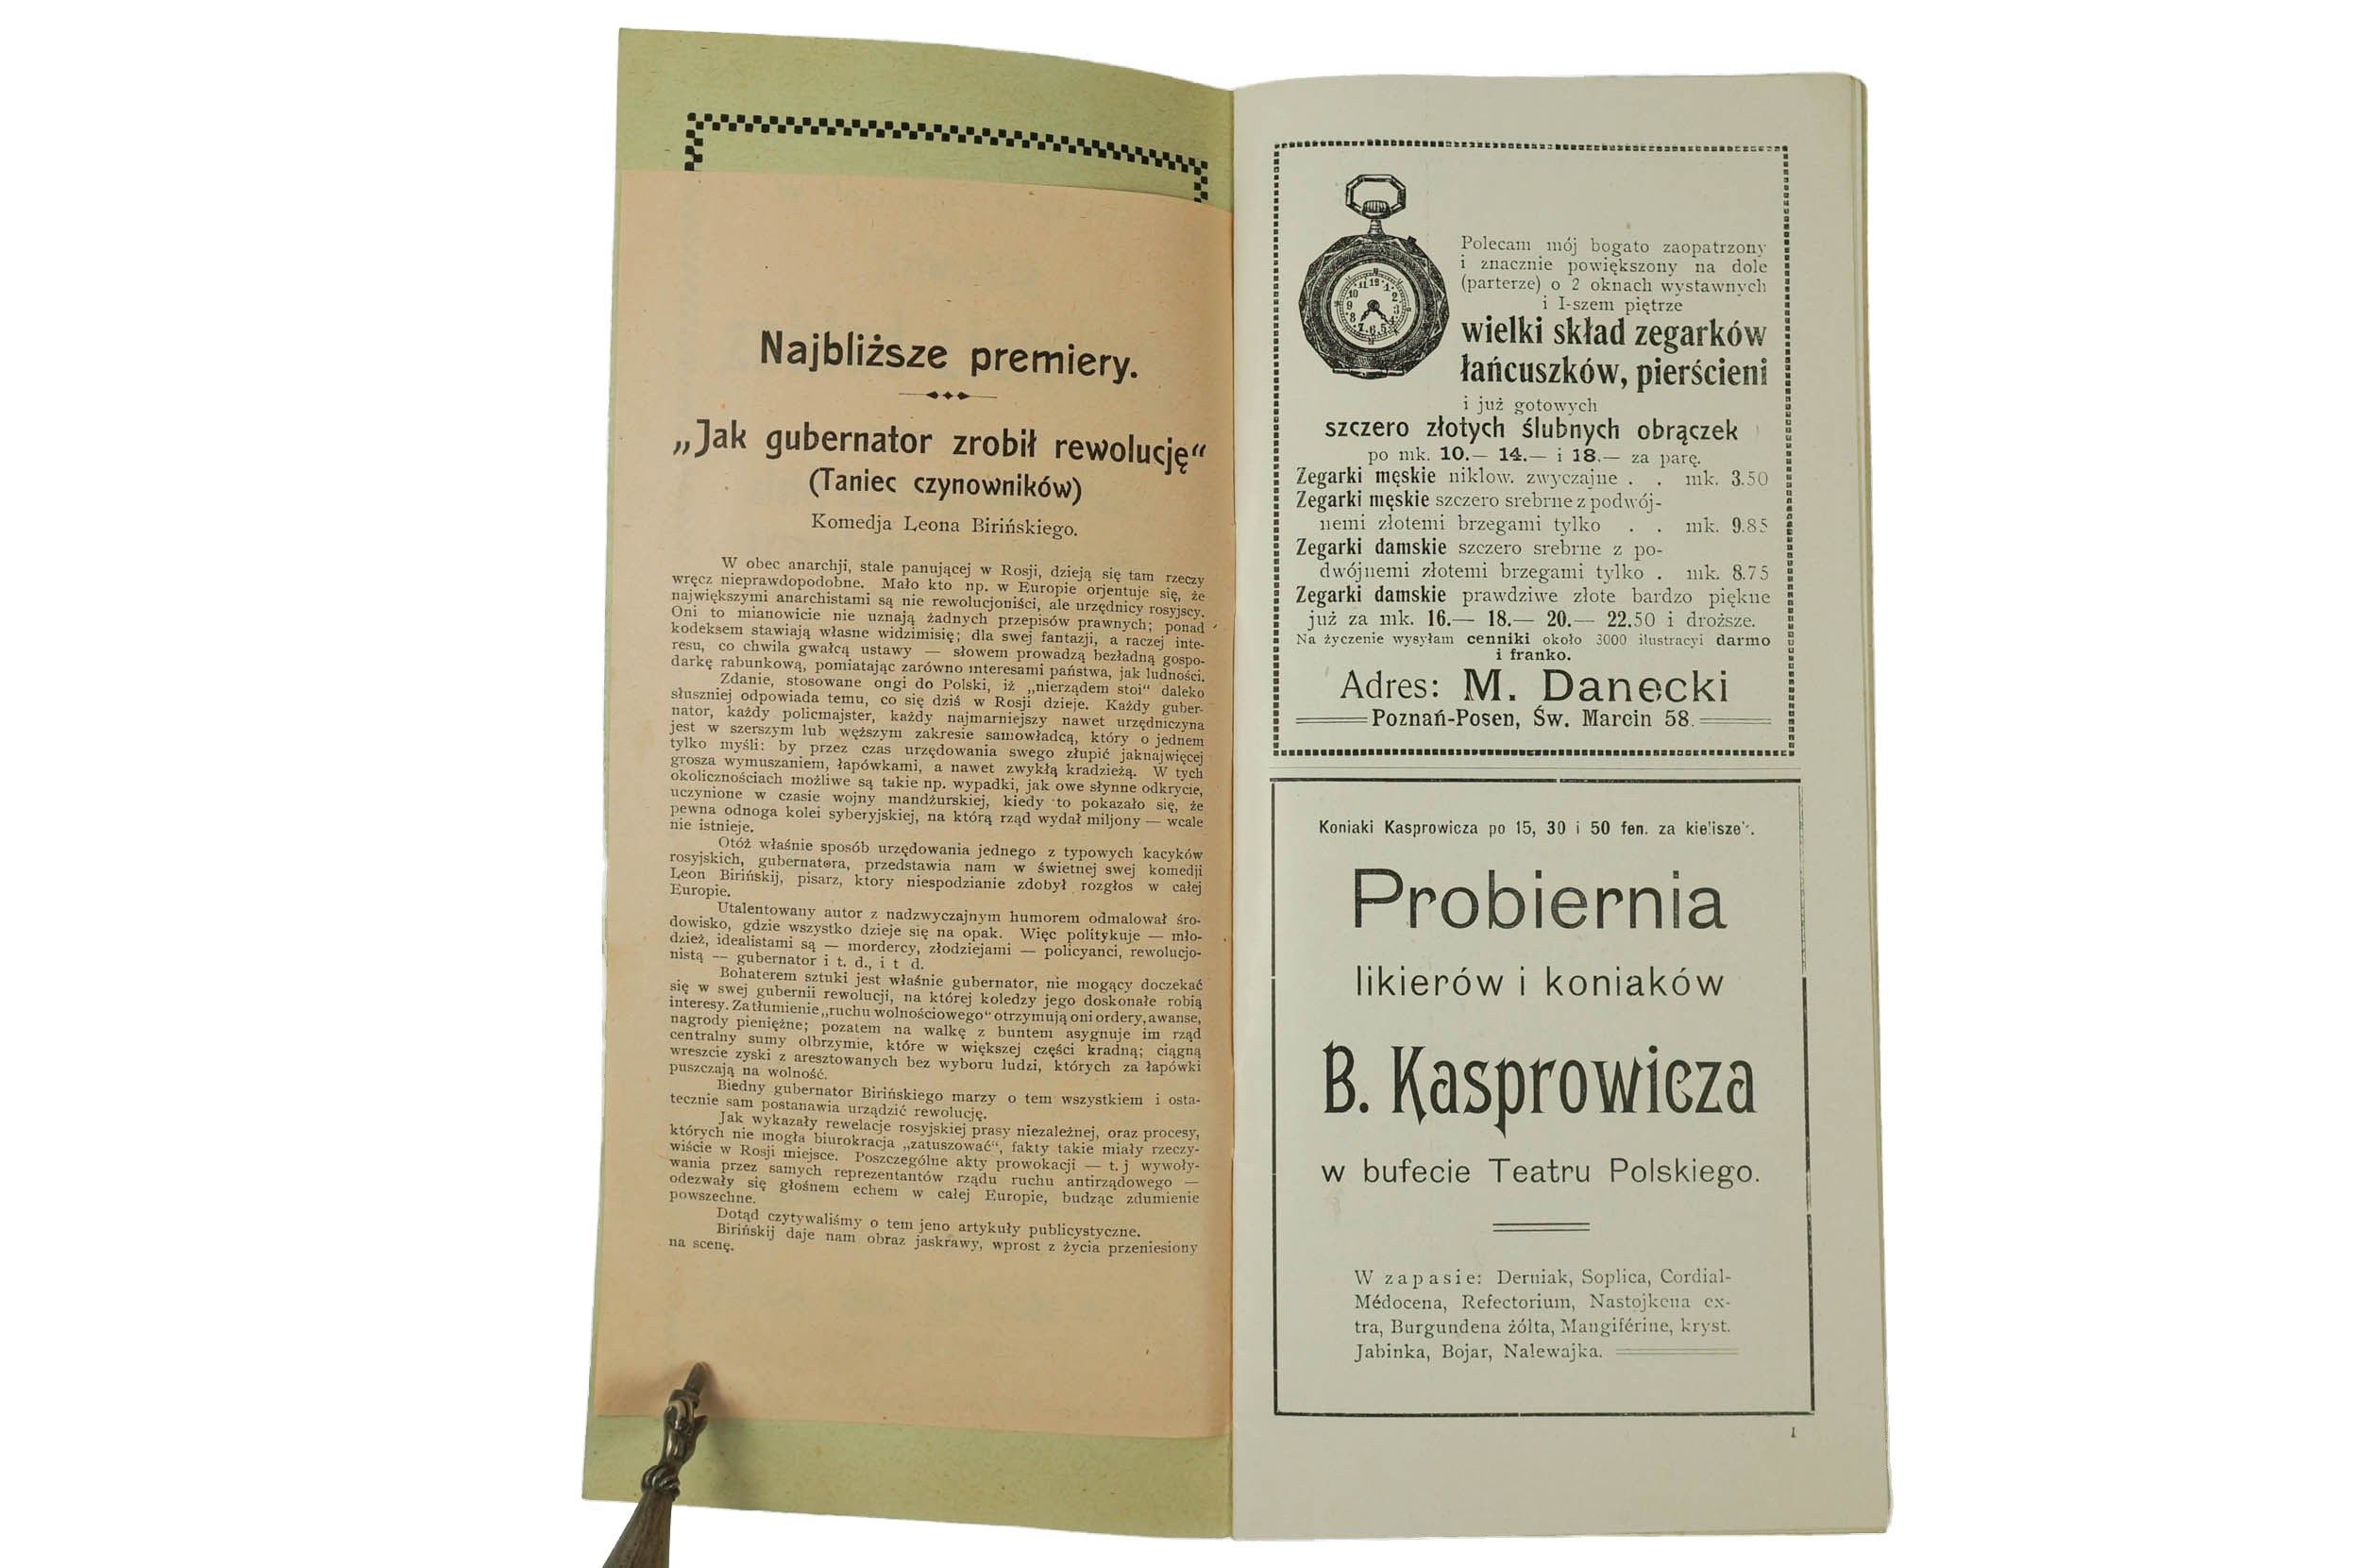 Najbliższe premiery.
„Jak gubernator zrobił rewolucję“
(Taniec czynowników)
Komedja Leona Birińskiego.
W obec anarchji, stale panującej w Rosji, dzieją się tam rzeczy
wręcz nieprawdopodobne. Mało kto np. w Europie orjentuje się, że
największymi anarchistami są nie rewolucjoniści, ale urzędnicy rosyjscy.
Oni to mianowicie nie uznają żadnych przepisów prawnych; ponad
kodeksem stawiają własne widzimisię; dla swej fantazji, a raczej inte-
resu, co chwila gwałcą ustawy — słowem prowadzą bezładną gospo-
darkę rabunkową, pomiatając zarówno interesami państwa, jak ludności.
Zdanie, stosowane ongi do Polski, iż „nierządem stoi“ daleko
słuszniej odpowiada temu, co się dziś w Rosji dzieje. Każdy guber-
nator, każdy policmajster, każdy najmarniejszy nawet urzędniczyna
jest w szerszym lub węższym zakresie samowładcą, który o jednem
tylko myśli: by przez czas urzędowania swego złupić jaknajwięcej
grosza wymuszaniem, łapówkami, a nawet zwykłą kradzieżą. W tych
okolicznościach możliwe są takie np. wypadki, jak owe słynne odkrycie,
uczynione w czasie wojny mandżurskiej, kiedy to pokazało się, że
pewna odnoga kolei syberyjskiej, na którą rząd wydał miljony — wcale
nie istnieje.
Otóż właśnie sposób urzędowania jednego z typowych kacyków
rosyjskich, gubernatora, przedstawia nam w świetnej swej komedji
Leon Birińskij, pisarz, ktory niespodzianie zdobył rozgłos w całej
Europie.
Utalentowany autor z nadzwyczajnym humorem odmalował śro-
dowisko, gdzie wszystko dzieje się na opak. Więc politykuje — mło-
dzież, idealistami są — mordercy, złodziejami — policyanci, rewolucjo-
nistą — gubernator i t. d., i t d.
Bohaterem sztuki jest właśnie gubernator, nie mogący doczekać
się w swej gubernii rewolucji, na której koledzy jego doskonałe robią
interesy. Za tłumienie „ruchu wolnościowego“ otrzymują oni ordery, awanse,
nagrody pieniężne; pozatem na walkę z buntem asygnuje im rząd
centralny sumy olbrzymie, które w większej części kradną; ciągną
wreszcie zyski z aresztowanych bez wyboru ludzi, których za łapówki
puszczają na wolność.
Biedny gubernator Birińskiego marzy o tem wszystkiem i osta-
tecznie sam postanawia urządzić rewolucję.
Jak wykazały rewelacje rosyjskiej prasy niezależnej, oraz procesy,
których nie mogła biurokracja „zatuszować“, fakty takie miały rzeczy-
wiście w Rosji miejsce. Poszczególne akty prowokacji — t. j wywoły-
wania przez samych reprezentantów rządu ruchu antirządowego —
odezwały się głośnem echem w całej Europie, budząc zdumienie
powszechne.
Dotąd czytywaliśmy o tem jeno artykuły publicystyczne.
Birińskij daje nam obraz jaskrawy, wprost z życia przeniesiony
na scenę.
Polecam mój bogato zaopatrzony
i znacznie powiększony na dole
(parterze) o 2 oknach wystawnych
i I-szem piętrze
wielki skład zegarków
łańcuszków, pierścieni
i już gotowych
szczero złotych ślubnych obrączek
po mk. 10.— 14.— i 18.— za parę.
Zegarki męskie niklow. zwyczajne . . mk. 3.50
Zegarki męskie szczero srebrne z podwój-
nemi złotemi brzegami tylko . . mk. 9.85
Zegarki damskie szczero srebrne z po-
dwójnemi złotemi brzegami tylko . mk. 8.75
Zegarki damskie prawdziwe złote bardzo piękne
już za mk. 16.— 18.— 20.— 22.50 i droższe.
Na życzenie wysyłam cenniki około 3000 ilustracyi darmo
i franko.
Adres: M. Danecki
Poznań-Posen, Św. Marcin 58.
Koniaki Kasprowicza po 15, 30 i 50 fen. za kielisze
Probiernia
likierów i koniaków
B. Kasprowicza
w bufecie Teatru Polskiego.
W zapasie: Derniak, Soplica, Cordial-
Médocena, Refectorium, Nastojkena ex-
tra, Burgundena żółta, Mangiférine, kryst.
Jabinka, Bojar, Nalewajka.
1